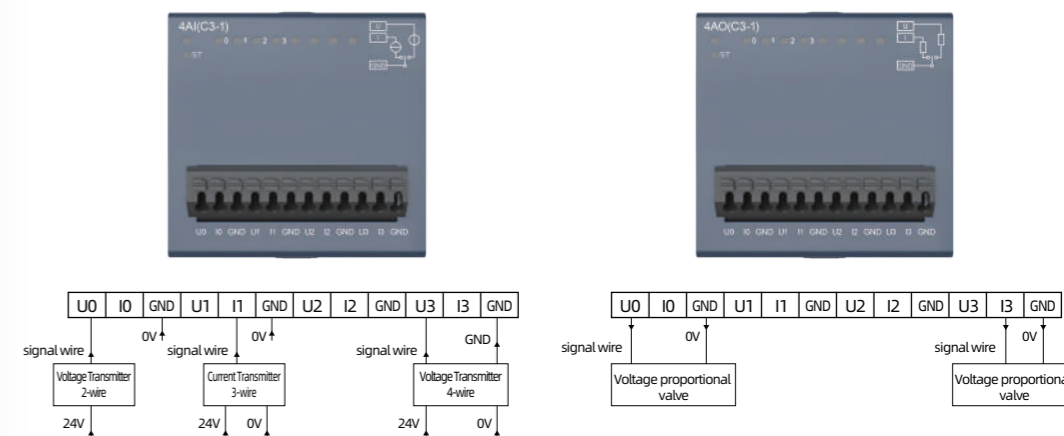 4AI(C3-1)
0 1 2 3
ST
U
I
GND
U0 I0 GND U1 I1 GND U2 I2 GND U3 I3 GND
4AO(C3-1)
0 1 2 3
ST
U
I
GND
U0 I0 GND U1 I1 GND U2 I2 GND U3 I3 GND
U0 I0 GND U1 I1 GND U2 I2 GND U3 I3 GND
0V
0V
GND
signal wire
signal wire
signal wire
Voltage Transmitter
2-wire
Current Transmitter
3-wire
Voltage Transmitter
4-wire
24V
24V
0V
24V
0V
U0 I0 GND U1 I1 GND U2 I2 GND U3 I3 GND
0V
0V
signal wire
signal wire
Voltage proportional
valve
Voltage proportiona
valve